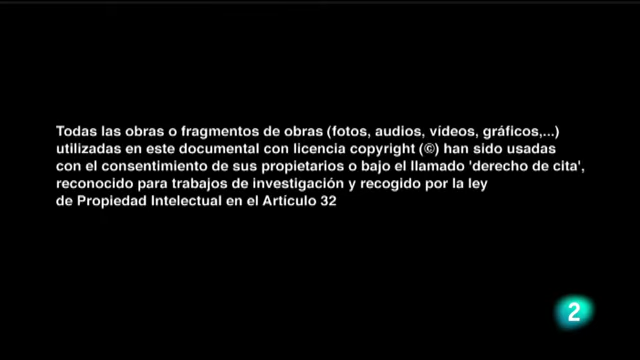 Todas las obras o fragmentos de obras (fotos, audios, vídeos, gráficos,...)
utilizadas en este documental con licencia copyright (©) han sido usadas
con el consentimiento de sus propietarios o bajo el llamado 'derecho de cita',
reconocido para trabajos de investigación y recogido por la ley
de Propiedad Intelectual en el Artículo 32
2